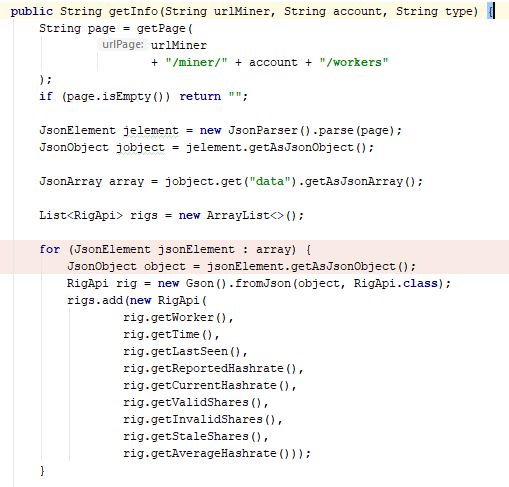 public String getInfo(String urlMiner, String account, String type) {
    String page = getPage(
            urlPage: urlMiner
                    + "/miner/" + account + "/workers"
    );
    if (page.isEmpty()) return "";

    JsonElement jelement = new JsonParser().parse(page);
    JsonObject jobject = jelement.getAsJsonObject();

    JsonArray array = jobject.get("data").getAsJsonArray();

    List<RigApi> rigs = new ArrayList<>();

    for (JsonElement jsonElement : array) {
        JsonObject object = jsonElement.getAsJsonObject();
        RigApi rig = new Gson().fromJson(object, RigApi.class);
        rigs.add(new RigApi(
                rig.getWorker(),
                rig.getTime(),
                rig.getLastSeen(),
                rig.getReportedHashrate(),
                rig.getCurrentHashrate(),
                rig.getValidShares(),
                rig.getInvalidShares(),
                rig.getStaleShares(),
                rig.getAverageHashrate()));
    }